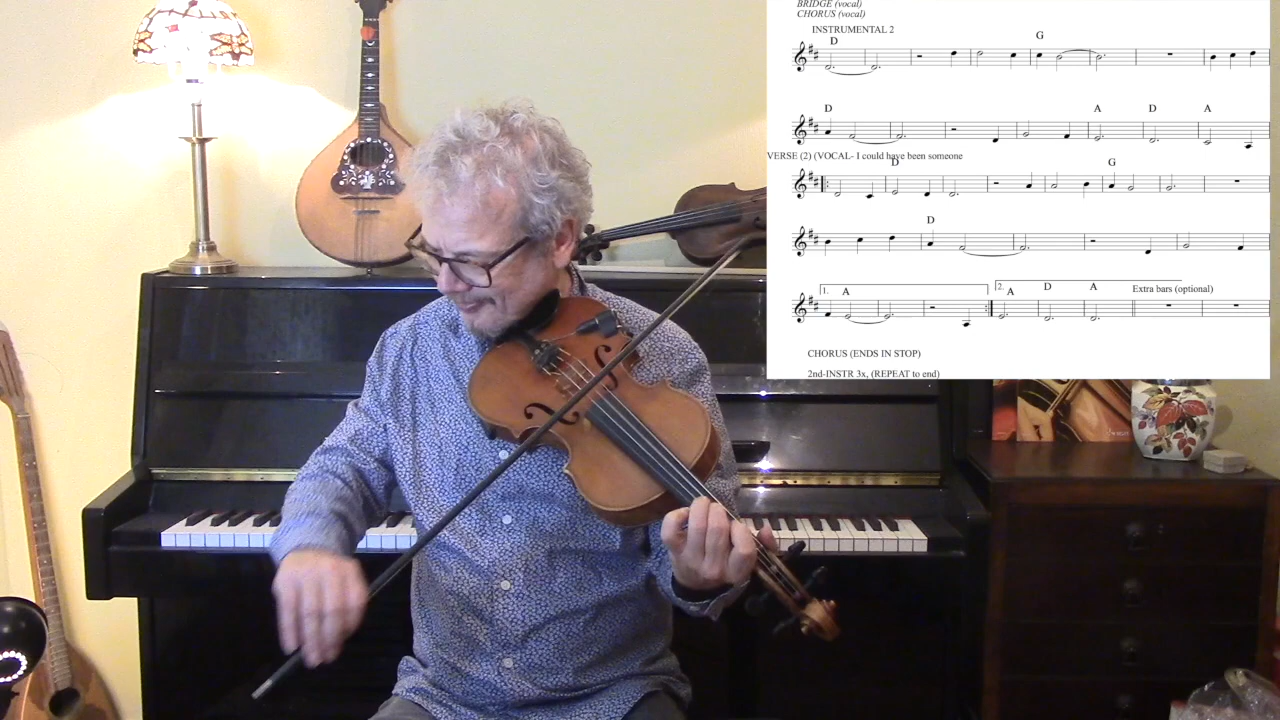 BRIDGE (vocal)
CHORUS (vocal)
INSTRUMENTAL 2
D G
D A D A
VERSE (2) (VOCAL- I could have been someone
D G
D
1. A 2. A D A Extra bars (optional)
CHORUS (ENDS IN STOP)
2nd-INSTR 3x, (REPEAT to end)